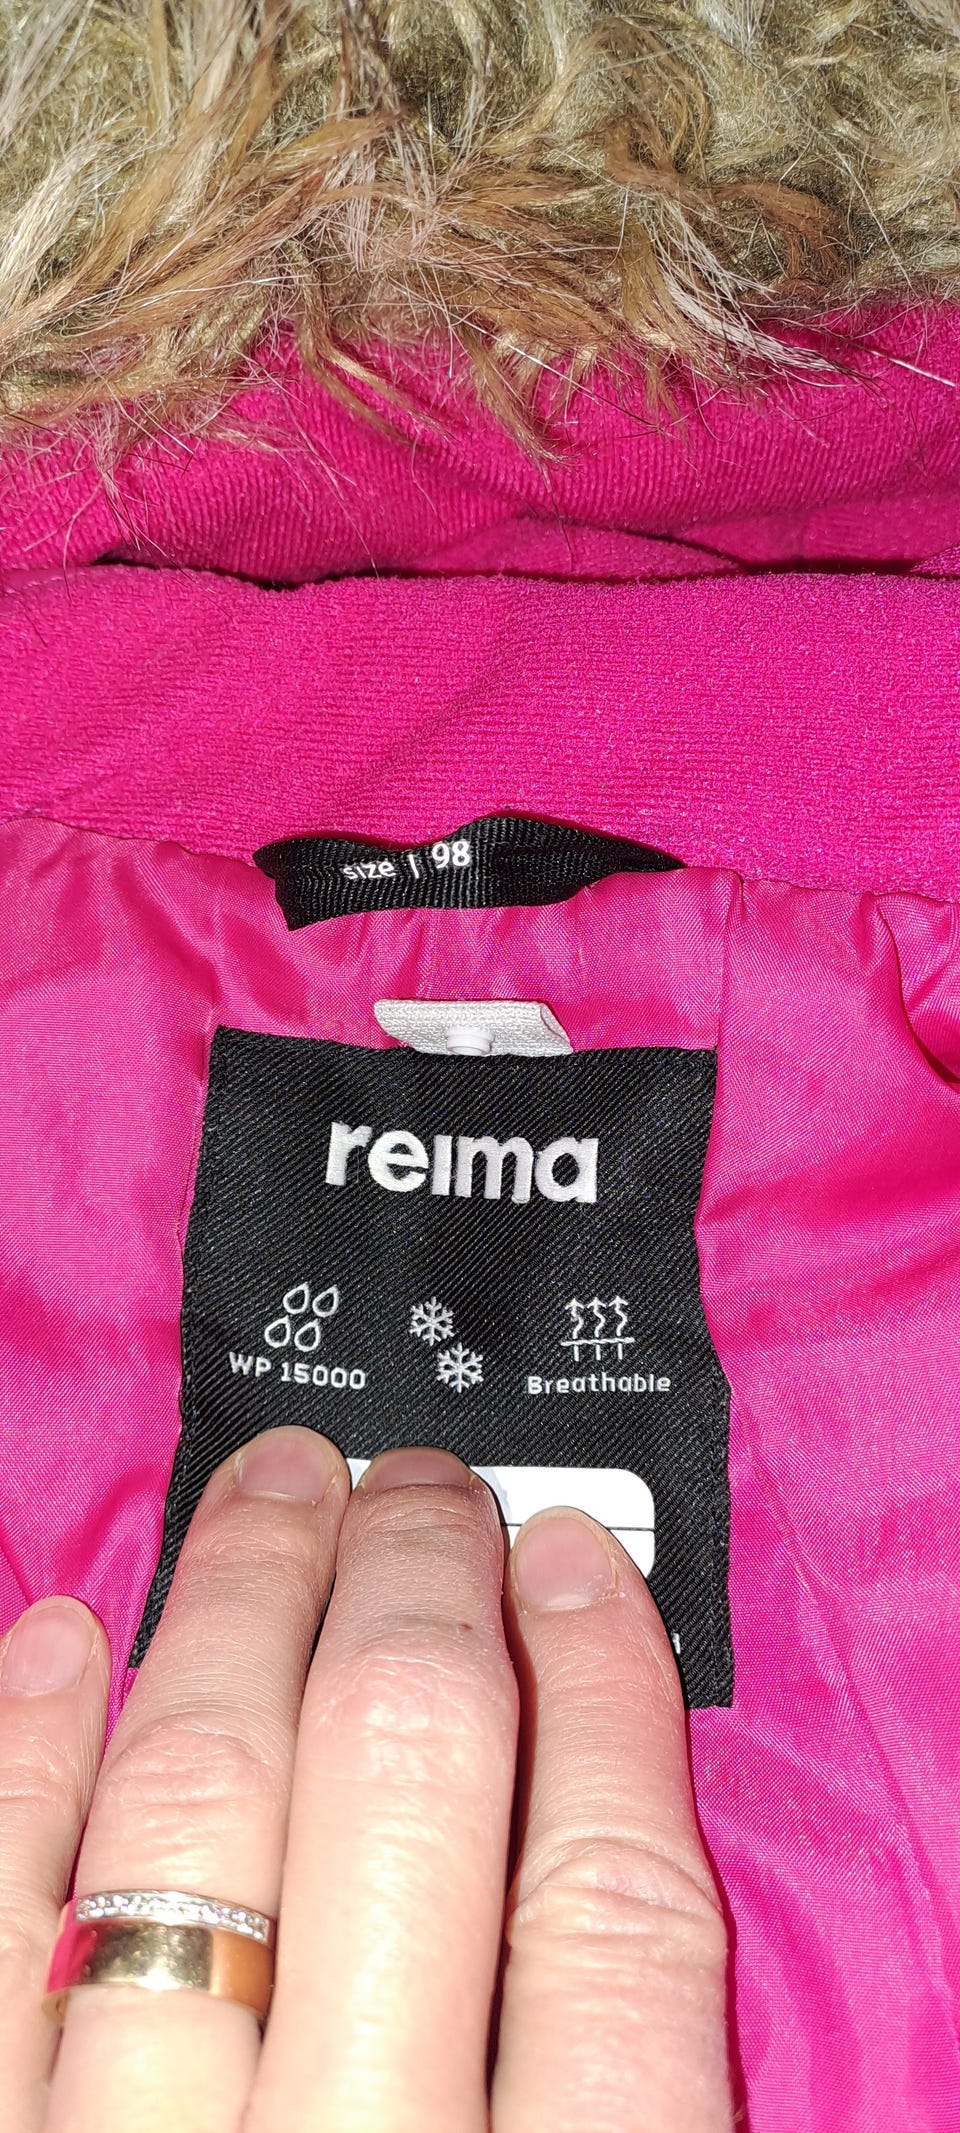 size | 98
reima
WP 15000
Breathable